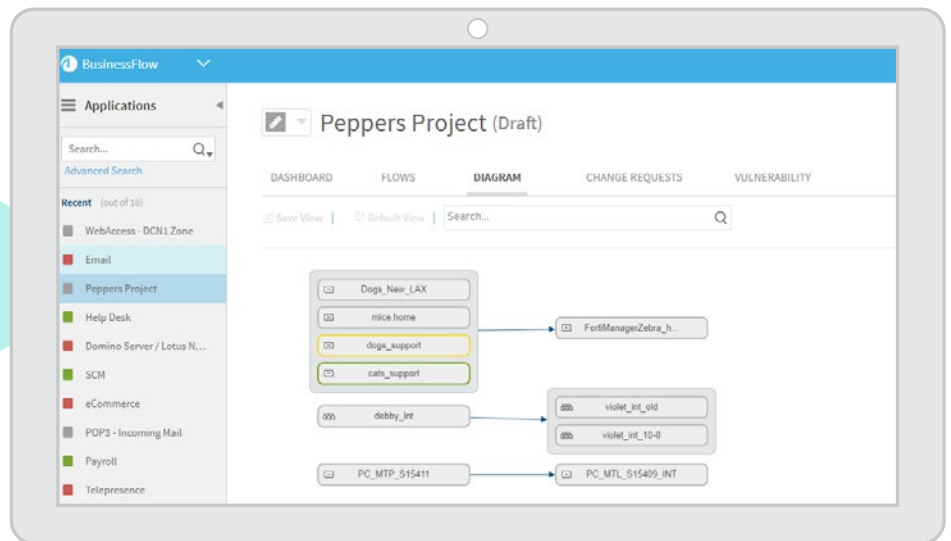 BusinessFlow
Applications
Search...
Advanced Search
Recent (out of 18)
WebAccess - DCN1 Zone
Email
Peppers Project
Help Desk
Domino Server / Lotus N...
SCM
eCommerce
POP3 - Incoming Mail
Payroll
Telepresence
Peppers Project (Draft)
DASHBOARD FLOWS DIAGRAM CHANGE REQUESTS VULNERABILITY
Save View | Default View | Search...
Dogs_New_LAX
mice.home
dogs_support
cats_support
FortiManagerZebra_h...
debby_int
violet_int_old
violet_int_10-8
PC_MTP_S15411
PC_MTL_S15409_INT